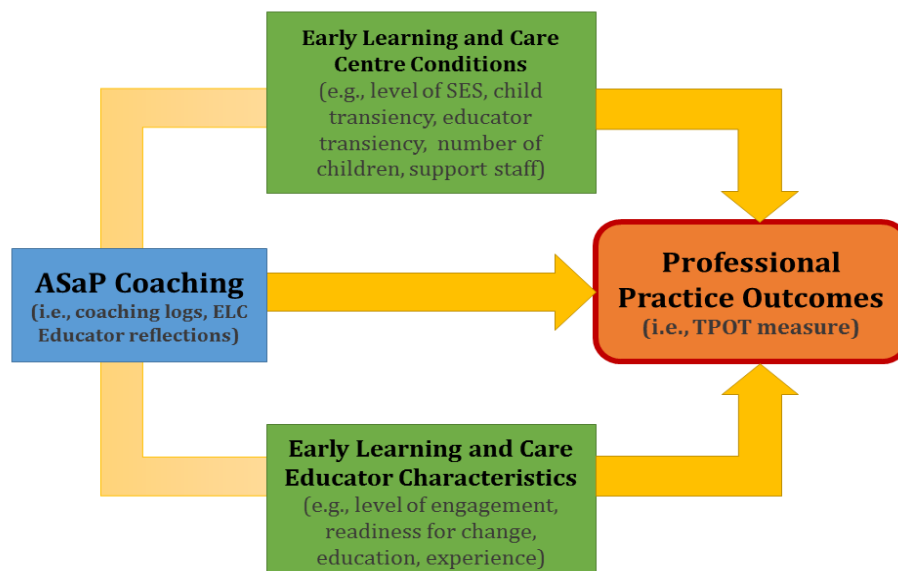 Early Learning and Care
Centre Conditions
(e.g., level of SES, child
transiency, educator
transiency, number of
children, support staff)
ASaP Coaching
(i.e., coaching logs, ELC
Educator reflections)
Professional
Practice Outcomes
(i.e., TPOT measure)
Early Learning and Care
Educator Characteristics
(e.g., level of engagement,
readiness for change,
education, experience)